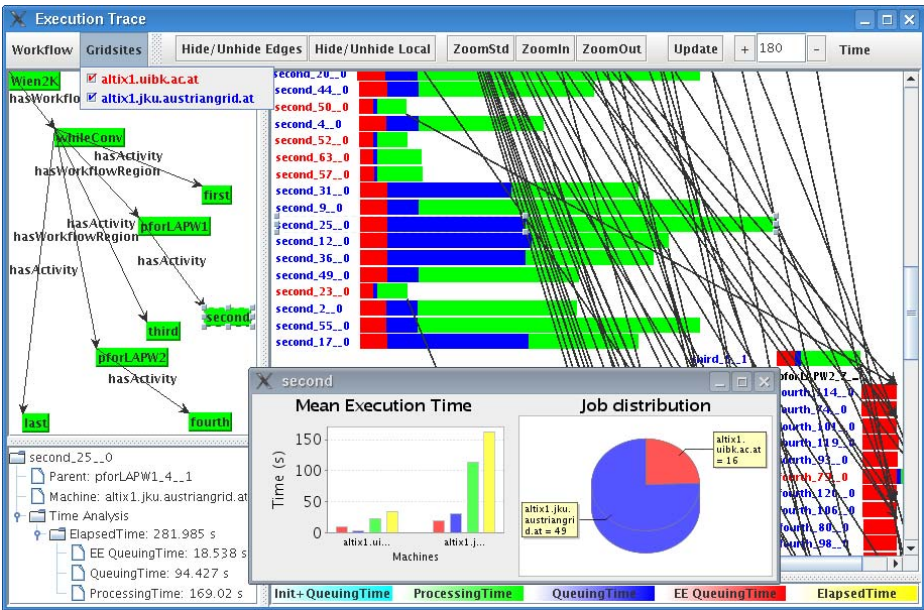 Execution Trace
Workflow Gridsites Hide/Unhide Edges Hide/Unhide Local ZoomStd ZoomIn ZoomOut Update + 180 - Time
altix1.uibk.ac.at
altix1.jku.austriangrid.at
Wien2K
hasWorkflo
whileConv
hasActivity
hasWorkflowRegion
first
hasActivity
pforLAPW1
hasWorkflowRegion
hasActivity
hasActivity
second
third
pforLAPW2
hasActivity
last
fourth
second_20__0
second_44__0
second_50__0
second_4__0
second_52__0
second_63__0
second_57__0
second_31__0
second_9__0
second_25__0
second_12__0
second_36__0
second_49__0
second_23__0
second_2__0
second_55__0
second_17__0
pforLAPW2_2_
fourth_114__0
fourth_74__0
fourth_101__0
fourth_119__0
fourth_93__0
fourth_79__0
fourth_120__0
fourth_106__0
fourth_80__0
fourth_98__0
second_25__0
Parent: pforLAPW1_4__1
Machine: altix1.jku.austriangrid.at
Time Analysis
ElapsedTime: 281.985 s
EE QueuingTime: 18.538 s
QueuingTime: 94.427 s
ProcessingTime: 169.02 s
second
Mean Execution Time
Time (s)
150
100
50
0
altix1.ui...
altix1.j...
Machines
Job distribution
altix1.
uibk.ac.at
= 16
altix1.jku.
austriangri
d.at = 49
Init+QueuingTime ProcessingTime QueuingTime EE QueuingTime ElapsedTime